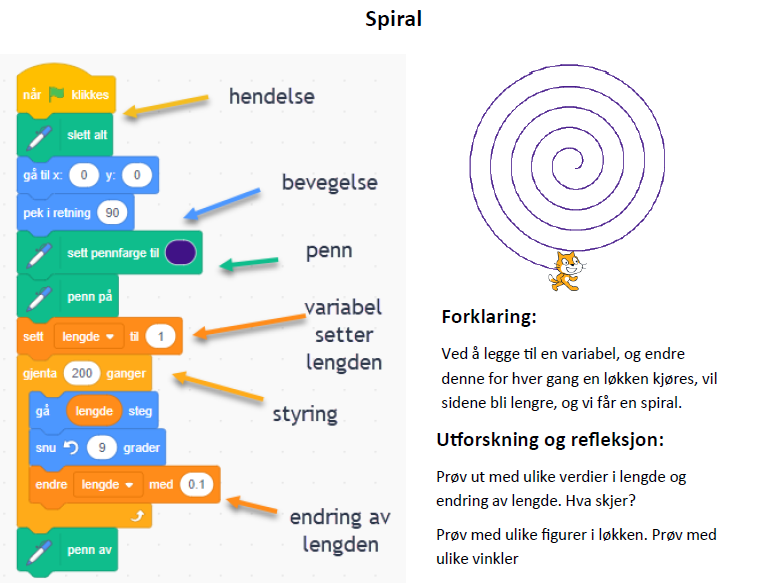 Spiral
når klikkes
hendelse
slett alt
gå til x: 0 y: 0
bevegelse
pek i retning 90
sett pennfarge til
penn
penn på
variabel
setter
lengden
sett lengde til 1
gjenta 200 ganger
styring
gå lengde steg
snu 9 grader
endre lengde med 0.1
endring av
lengden
penn av
Forklaring:
Ved å legge til en variabel, og endre
denne for hver gang en løkken kjøres, vil
sidene bli lengre, og vi får en spiral.
Utforskning og refleksjon:
Prøv ut med ulike verdier i lengde og
endring av lengde. Hva skjer?
Prøv med ulike figurer i løkken. Prøv med
ulike vinkler